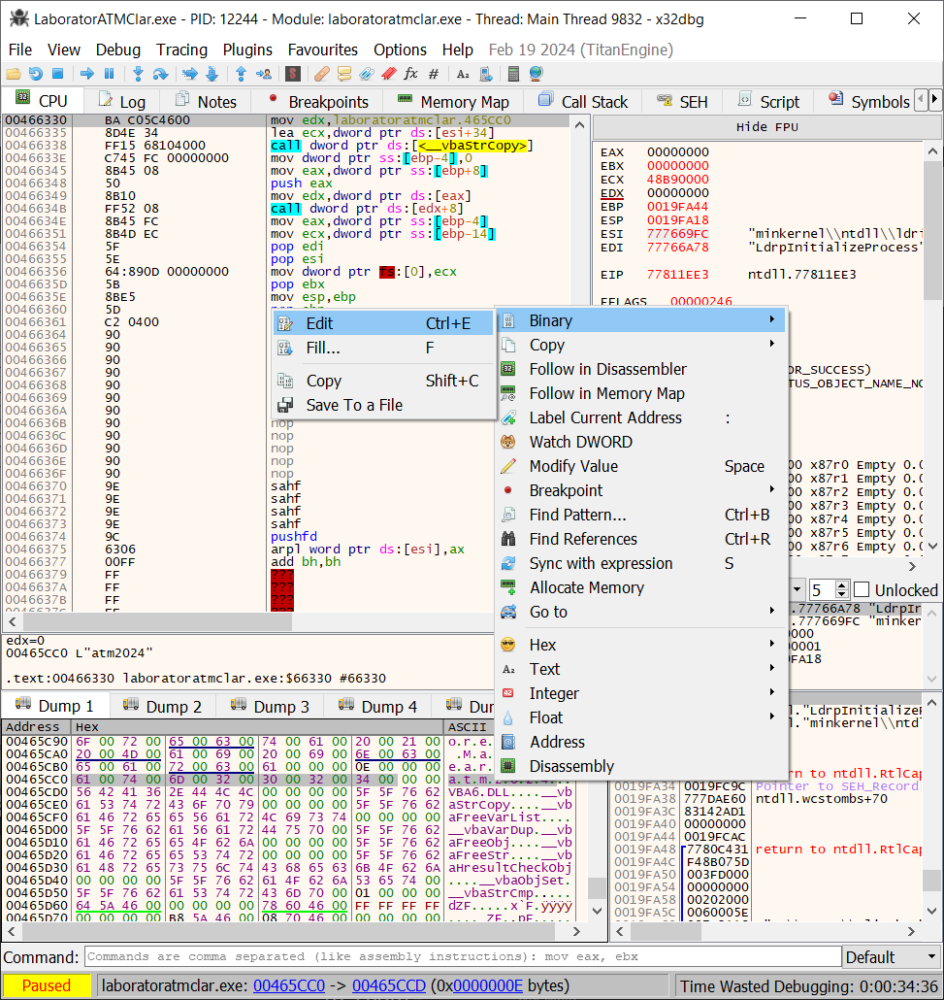 LaboratorATMClar.exe - PID: 12244 - Module: laboratoratmclar.exe - Thread: Main Thread 9832 - x32dbg
File View Debug Tracing Plugins Favourites Options Help Feb 19 2024 (TitanEngine)
CPU Log Notes Breakpoints Memory Map Call Stack SEH Script Symbols
00466330 BA C05C4600 mov edx,laboratoratmclar.465CC0
00466335 8D4E 34 lea ecx,dword ptr ds:[esi+34]
00466338 FF15 68104000 call dword ptr ds:[<__vbaStrCopy>]
0046633E C745 FC 00000000 mov dword ptr ss:[ebp-4],0
00466345 8B45 08 mov eax,dword ptr ss:[ebp+8]
00466348 50 push eax
00466349 8B10 mov edx,dword ptr ds:[eax]
0046634B FF52 08 call dword ptr ds:[edx+8]
0046634E 8B45 FC mov eax,dword ptr ss:[ebp-4]
00466351 8B4D EC mov ecx,dword ptr ss:[ebp-14]
00466354 5F pop edi
00466355 5E pop esi
00466356 64:890D 00000000 mov dword ptr fs:[0],ecx
0046635D 5B pop ebx
0046635E 8BE5 mov esp,ebp
00466360 5D
00466361 C2 0400
00466364 90
00466365 90
00466366 90
00466367 90
00466368 90
00466369 90
0046636A 90
0046636B 90 nop
0046636C 90 nop
0046636D 90 nop
0046636E 90 nop
0046636F 90 nop
00466370 9E sahf
00466371 9E sahf
00466372 9E sahf
00466373 9E sahf
00466374 9C pushfd
00466375 6306 arpl word ptr ds:[esi],ax
00466377 00FF add bh,bh
00466379 FF ???
0046637A FF ???
0046637B FF ???
Hide FPU
EAX 00000000
EBX 00000000
ECX 48B90000
EDX 00000000
EBP 0019FA44
ESP 0019FA18
ESI 777669FC "minkernel\\ntdll\\ldri
EDI 77766A78 "LdrpInitializeProcess"
EIP 77811EE3 ntdll.77811EE3
EFLAGS 00000246
OR_SUCCESS)
TUS_OBJECT_NAME_NO
00 x87r0 Empty 0.0
00 x87r1 Empty 0.0
00 x87r2 Empty 0.0
00 x87r3 Empty 0.0
00 x87r4 Empty 0.0
00 x87r5 Empty 0.0
00 x87r6 Empty 0.0
5 Unlocked
.77766A78 "LdrpIn
.777669FC "minker
0000
0001
FA18
Edit Ctrl+E
Fill... F
Copy Shift+C
Save To a File
Binary
Copy
Follow in Disassembler
Follow in Memory Map
Label Current Address :
Watch DWORD
Modify Value Space
Breakpoint
Find Pattern... Ctrl+B
Find References Ctrl+R
Sync with expression S
Allocate Memory
Go to
Hex
Text
Integer
Float
Address
Disassembly
edx=0
00465CC0 L"atm2024"
.text:00466330 laboratoratmclar.exe:$66330 #66330
Dump 1 Dump 2 Dump 3 Dump 4 Du
Address Hex ASCII
00465C90 6F 00 72 00 65 00 63 00 74 00 61 00 20 00 21 00 o.r.e.
00465CA0 20 00 4D 00 61 00 69 00 20 00 69 00 6E 00 63 00 .M.a.
00465CB0 65 00 61 00 72 00 63 00 61 00 00 00 0E 00 00 00 e.a.r.
00465CC0 61 00 74 00 6D 00 32 00 30 00 32 00 34 00 00 00 a.t.m.2.0.2.4.
00465CD0 56 42 41 36 2E 44 4C 4C 00 00 00 00 5F 5F 76 62 VBA6.DLL....__vb
00465CE0 61 53 74 72 43 6F 70 79 00 00 00 00 5F 5F 76 62 aStrCopy....__vb
00465CF0 61 46 72 65 65 56 61 72 4C 69 73 74 00 00 00 00 aFreeVarList....
00465D00 5F 5F 76 62 61 56 61 72 44 75 70 00 5F 5F 76 62 __vbaVarDup.__vb
00465D10 61 46 72 65 65 4F 62 6A 00 00 00 00 5F 5F 76 62 aFreeObj....__vb
00465D20 61 46 72 65 65 53 74 72 00 00 00 00 5F 5F 76 62 aFreeStr....__vb
00465D30 61 48 72 65 73 75 6C 74 43 68 65 63 6B 4F 62 6A aHresultCheckObj
00465D40 00 00 00 00 5F 5F 76 62 61 4F 62 6A 53 65 74 00 ....__vbaObjSet.
00465D50 5F 5F 76 62 61 53 74 72 43 6D 70 00 01 00 00 00 __vbaStrCmp.....
00465D60 64 5A 46 00 00 00 00 00 78 60 46 00 FF FF FF FF dZF.....x`F.ÿÿÿÿ
00465D70 00 00 00 00 B8 5A 46 00 08 70 46 00 00 00 00 00
."LdrpInitializeP
."minkernel\\ntdl
urn to ntdll.RtlCap
0019FA34 0019FC9C Pointer to SEH_Record
0019FA38 777DAE60 ntdll.wcstombs+70
0019FA3C 83142AD1
0019FA40 00000000
0019FA44 0019FCAC
0019FA48 7780C431 return to ntdll.RtlCap
0019FA4C F48B075D
0019FA50 003FD000
0019FA54 00000000
0019FA58 00202000
0019FA5C 0060005E
Command: Commands are comma separated (like assembly instructions): mov eax, ebx Default
Paused laboratoratmclar.exe: 00465CC0 -> 00465CCD (0x0000000E bytes) Time Wasted Debugging: 0:00:34:36